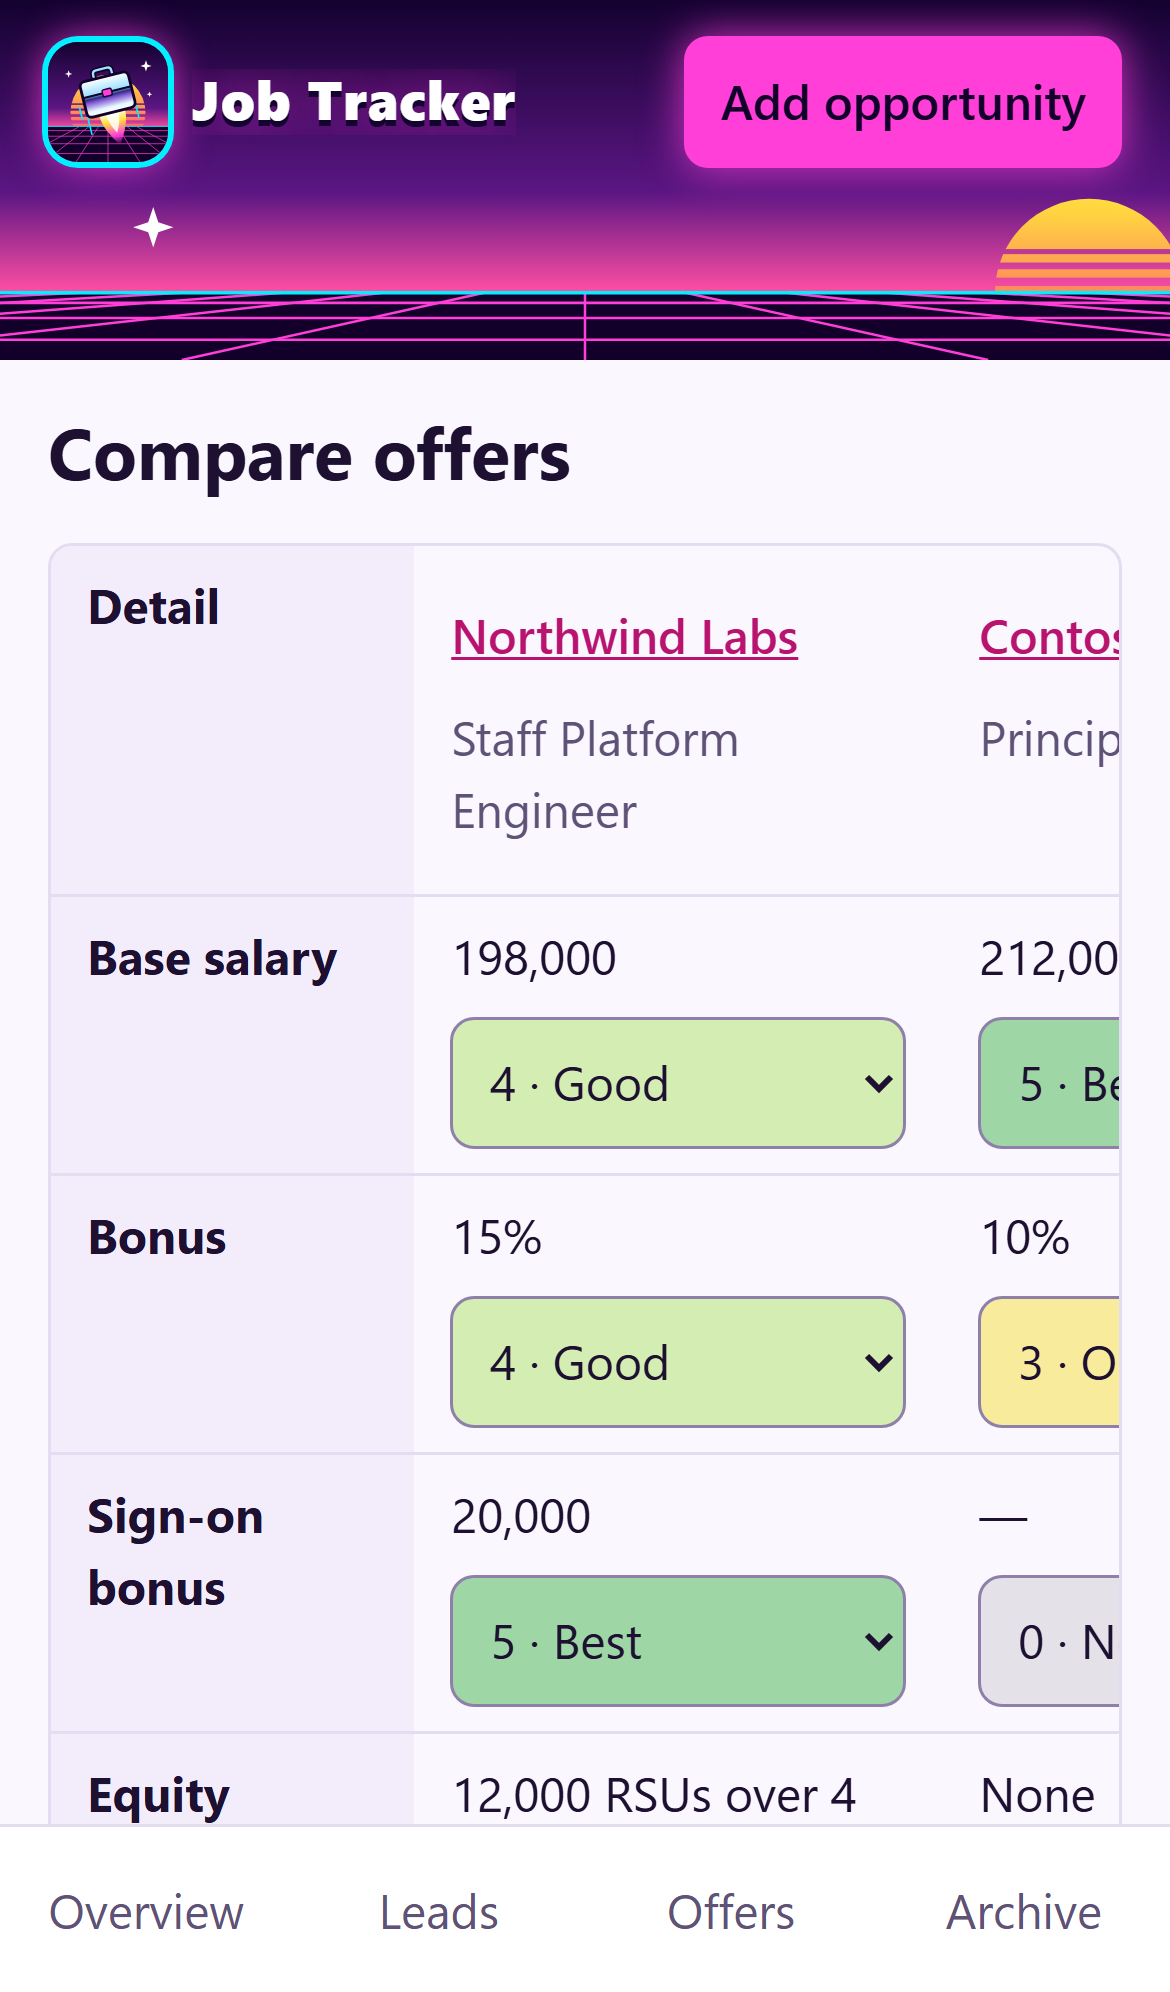 Job Tracker
Add opportunity
Compare offers
Detail
Northwind Labs
Staff Platform
Engineer
Base salary
198,000
4 · Good
Bonus
15%
10%
4 · Good
Sign-on
bonus
20,000
—
5 · Best
Equity
12,000 RSUs over 4
None
Overview
Leads
Offers
Archive